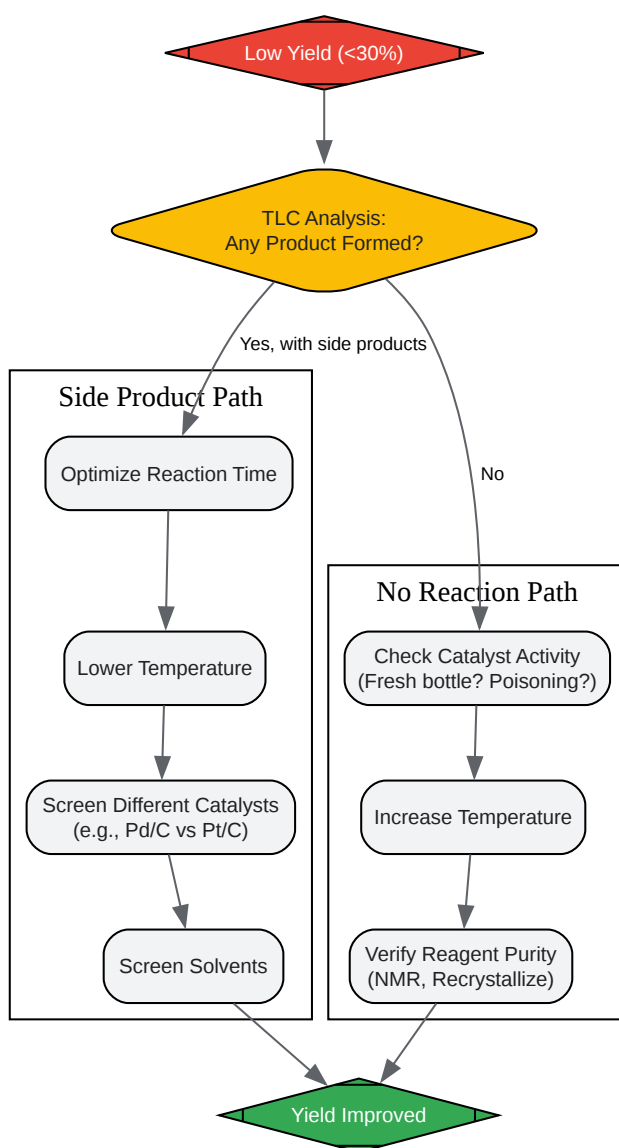 Low Yield (<30%)
TLC Analysis:
Any Product Formed?
Yes, with side products
Side Product Path
Optimize Reaction Time
Lower Temperature
Screen Different Catalysts
(e.g., Pd/C vs Pt/C)
Screen Solvents
No
No Reaction Path
Check Catalyst Activity
(Fresh bottle? Poisoning?)
Increase Temperature
Verify Reagent Purity
(NMR, Recrystallize)
Yield Improved